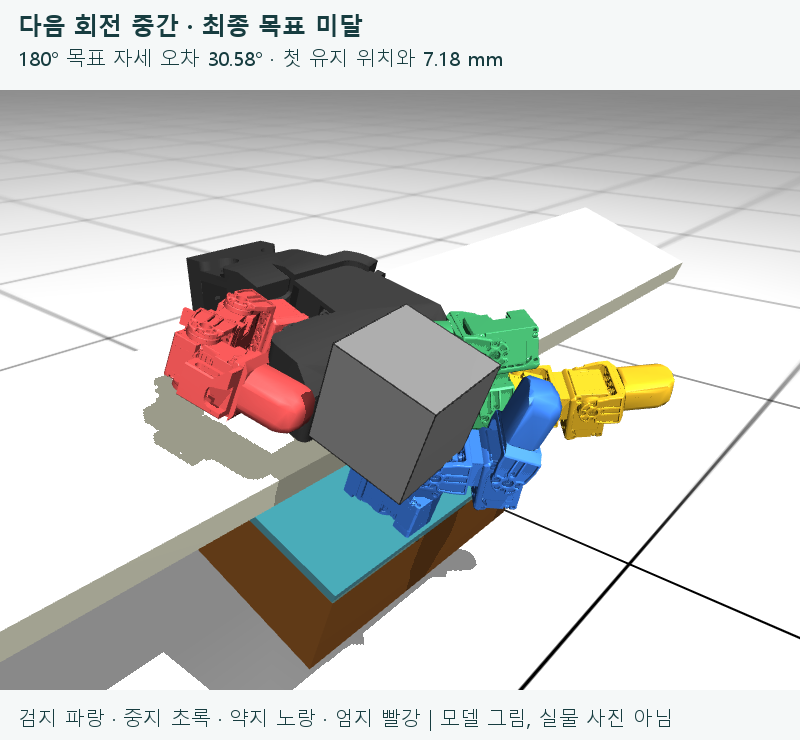 다음 회전 중간 · 최종 목표 미달
180° 목표 자세 오차 30.58° · 첫 유지 위치와 7.18 mm
검지 파랑 · 중지 초록 · 약지 노랑 · 엄지 빨강 | 모델 그림, 실물 사진 아님